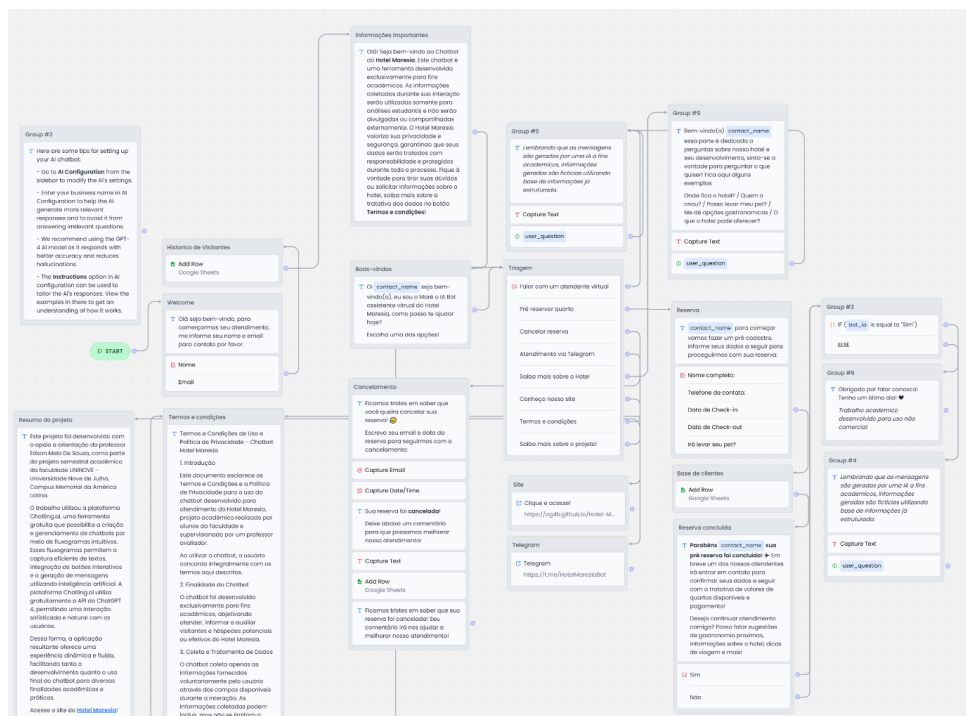 Informações Importantes
Olá! Seja bem-vindo ao Chatbot
do Hotel Maresia. Este chatbot é
uma ferramenta desenvolvida
exclusivamente para fins
acadêmicos. As informações
coletadas durante sua interação
serão utilizadas somente para
análises estudantis e não serão
divulgadas ou compartilhadas
externamente. O Hotel Maresia
valoriza sua privacidade e
segurança, garantindo que seus
dados serão tratados com
responsabilidade e protegidos
durante todo o processo. Fique à
vontade para tirar suas dúvidas
ou solicitar informações sobre o
hotel, saiba mais sobre a
tratativa dos dados no botão
Termos e condições!
Group #2
Here are some tips for setting up
your AI chatbot:
- Go to AI Configuration from the
sidebar to modify the AI's settings.
- Enter your business name in AI
Configuration to help the AI
generate more relevant
responses and to avoid it from
answering irrelevant questions.
- We recommend using the GPT-
4 AI model as it responds with
better accuracy and reduces
hallucinations.
- The Instructions option in AI
configuration can be used to
tailor the AI's responses. View the
examples in there to get an
understanding of how it works.
START
Historico de Visitantes
Add Row
Google Sheets
Welcome
Olá seja bem-vindo, para
começarmos seu atendimento,
me informe seu nome e email
para contato por favor.
Nome
Email
Boas-vindas
Oi contact_name seja bem-
vindo(a), eu sou a Maré a IA Bot
assistente virtual do Hotel
Maresia, como posso te ajudar
hoje?
Escolha uma das opções!
Group #5
Lembrando que as mensagens
são geradas por uma IA a fins
academicos, informações
geradas são ficticias utilizando
base de informações já
estruturada.
Capture Text
user_question
Triagem
Falar com um atendente virtual
Pré reservar quarto
Cancelar reserva
Atendimento via Telegram
Saiba mais sobre o Hotel
Conheça nosso site
Termos e condições
Saiba mais sobre o projeto!
Group #9
Bem-vindo(a) contact_name
essa parte é dedicada a
perguntas sobre nosso hotel e
seu desenvolvimento, sinta-se a
vontade para perguntar o que
quiser! Fica aqui alguns
exemplos:
Onde fica o hotel? / Quem o
criou? / Posso levar meu pet? /
Me dê opções gastronomicas / O
que o hotel pode oferecer?
Capture Text
user_question
Reserva
contact_name para começar
vamos fazer um pré cadastro,
informe seus dados a seguir para
proceguirmos com sua reserva:
Nome completo:
Telefone de contato:
Data de Check-in
Data de Check-out
Irá levar seu pet?
Base de clientes
Add Row
Google Sheets
Reserva concluída
Parabéns contact_name sua
pré reserva foi concluída! ✈ Em
breve um dos nossos atendentes
irá entrar em contato para
confirmar seus dados e seguir
com a tratativa de valores de
quartos disponíveis e
pagamento!
Deseja continuar atendimento
comigo? Posso falar sugestões
de gastronomia proximas,
informações sobre o hotel, dicas
de viagem e mais!
Sim
Não
Group #3
IF ( bot_ia is equal to "Sim")
ELSE
Group #6
Obrigada por falar conosco!
Tenha um ótimo dia! ♥
Trabalho academico
desenvolvido para uso não
comercial.
Group #4
Lembrando que as mensagens
são geradas por uma IA a fins
academicos, informações
geradas são ficticias utilizando
base de informações já
estruturada.
Capture Text
user_question
Cancelamento
Ficamos tristes em saber que
você queira cancelar sua
reserva! 😥
Escreva seu email e data da
reserva para seguirmos com o
cancelamento:
Capture Email
Capture Date/Time
Sua reserva foi cancelada!
Deixe abaixo um comentário
para que possamos melhorar
nosso atendimento!
Capture Text
Add Row
Google Sheets
Ficamos tristes em saber que sua
reserva foi cancelada! Seu
comentário irá nos ajudar a
melhorar nosso atendimento!
Site
Clique e acesse!
https://ag4b.github.io/Hotel-M...
Telegram
Telegram
https://t.me/HotelMaresiaBot
Resumo do projeto
Este projeto foi desenvolvido com
o apoio e orientação do professor
Edson Melo De Souza, como parte
do projeto semestral acadêmico
da faculdade UNINOVE -
Universidade Nove de Julho,
Campus Memorial da América
Latina.
O trabalho utilizou a plataforma
Chatling.ai, uma ferramenta
gratuita que possibilita a criação
e gerenciamento de chatbots por
meio de fluxogramas intuitivos.
Esses fluxogramas permitem a
captura eficiente de textos,
integração de botões interativos
e a geração de mensagens
utilizando inteligência artificial. A
plataforma Chatling.ai utiliza
gratuitamente a API do ChatGPT
4, permitindo uma interação
sofisticada e natural com os
usuários.
Dessa forma, a aplicação
resultante oferece uma
experiência dinâmica e fluida,
facilitando tanto o
desenvolvimento quanto o uso
final do chatbot para diversas
finalidades acadêmicas e
práticas.
Acesse o site do Hotel Maresia!
Termos e condições
Termos e Condições de Uso e
Política de Privacidade - Chatbot
Hotel Maresia
1. Introdução
Este documento esclarece os
Termos e Condições e a Política
de Privacidade para o uso do
chatbot desenvolvido para
atendimento do Hotel Maresia,
projeto acadêmico realizado por
alunos da faculdade e
supervisionado por um professor
avaliador.
Ao utilizar o chatbot, o usuário
concorda integralmente com os
termos aqui descritos.
2. Finalidade do Chatbot
O chatbot foi desenvolvido
exclusivamente para fins
acadêmicos, objetivando
atender, informar e auxiliar
visitantes e hóspedes potenciais
ou efetivos do Hotel Maresia.
3. Coleta e Tratamento de Dados
O chatbot coleta apenas as
informações fornecidas
voluntariamente pelo usuário
através dos campos disponíveis
durante a interação. As
informações coletadas podem
incluir, mas não se limitam a: